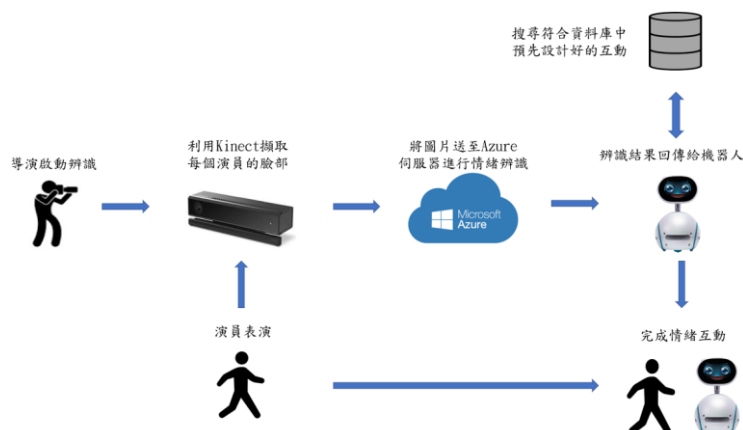 搜尋符合資料庫中
預先設計好的互動
導演啟動辨識
利用Kinect擷取
每個演員的臉部
將圖片送至Azure
伺服器進行情緒辨識
辨識結果回傳給機器人
Microsoft
Azure
演員表演
完成情緒互動